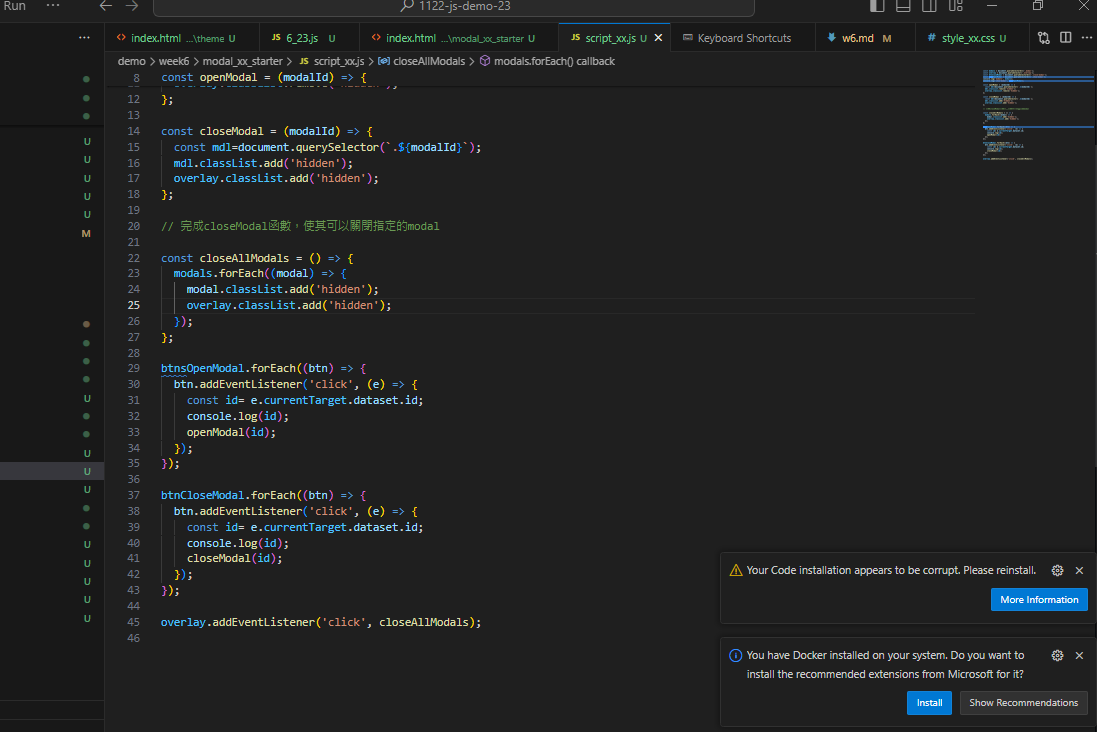 Run ··· ← → 1122-js-demo-23
··· <> index.html ...\theme U JS 6_23.js U <> index.html ...\modal_xx_starter U JS script_xx.js U × Keyboard Shortcuts w6.md M # style_xx.css U ···
demo > week6 > modal_xx_starter > JS script_xx.js > closeAllModals > modals.forEach() callback
8 const openModal = (modalId) => {
12 };
13
14 const closeModal = (modalId) => {
15 const mdl=document.querySelector(`.${modalId}`);
16 mdl.classList.add('hidden');
17 overlay.classList.add('hidden');
18 };
19
20 // 完成closeModal函數，使其可以關閉指定的modal
21
22 const closeAllModals = () => {
23 modals.forEach((modal) => {
24 modal.classList.add('hidden');
25 overlay.classList.add('hidden');
26 });
27 };
28
29 btnsOpenModal.forEach((btn) => {
30 btn.addEventListener('click', (e) => {
31 const id= e.currentTarget.dataset.id;
32 console.log(id);
33 openModal(id);
34 });
35 });
36
37 btnCloseModal.forEach((btn) => {
38 btn.addEventListener('click', (e) => {
39 const id= e.currentTarget.dataset.id;
40 console.log(id);
41 closeModal(id);
42 });
43 });
44
45 overlay.addEventListener('click', closeAllModals);
46
U
U
U
U
U
M
U
U
U
U
U
U
U
U
U
Your Code installation appears to be corrupt. Please reinstall.
More Information
You have Docker installed on your system. Do you want to
install the recommended extensions from Microsoft for it?
Install Show Recommendations